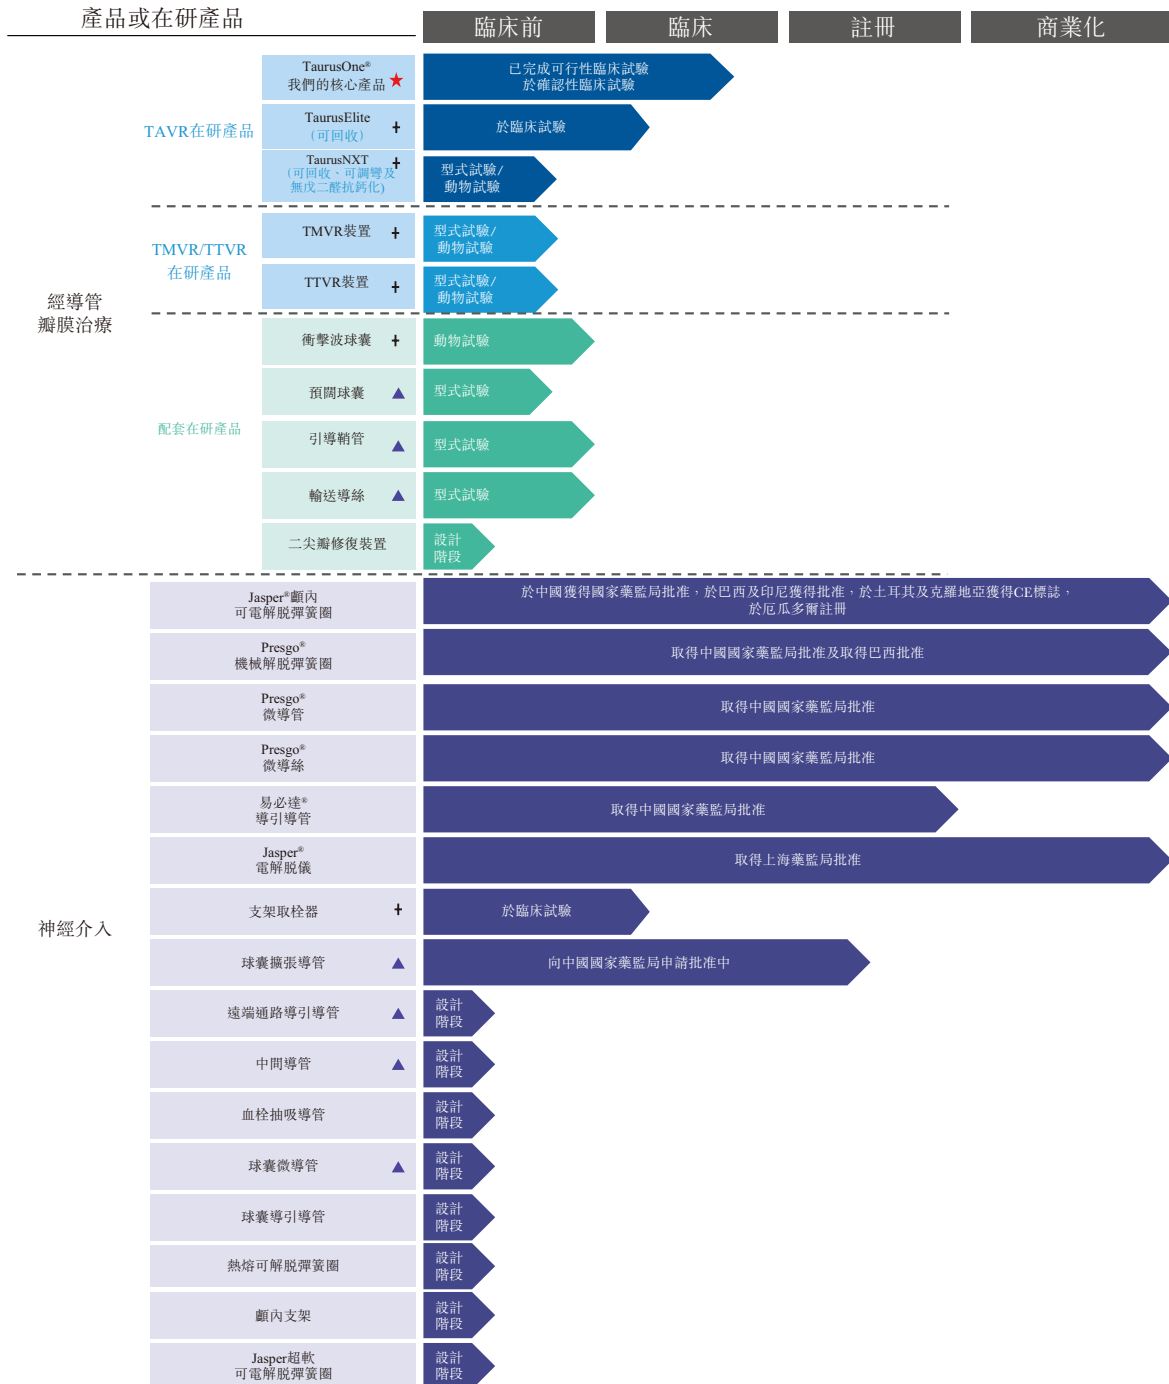 產品或在研產品
臨床前
臨床
註冊
商業化
經導管
瓣膜治療
TAVR在研產品
TaurusOne®
我們的核心產品
已完成可行性臨床試驗
於確認性臨床試驗
TaurusElite
(可回收)
於臨床試驗
TaurusNXT
(可回收、可調彎及
無戊二醛抗鈣化)
型式試驗/
動物試驗
TMVR/TTVR
在研產品
TMVR裝置
型式試驗/
動物試驗
TTVR裝置
型式試驗/
動物試驗
配套在研產品
衝擊波球囊
動物試驗
預闊球囊
型式試驗
引導鞘管
型式試驗
輸送導絲
型式試驗
二尖瓣修復裝置
設計
階段
神經介入
Jasper®顱內
可電解脱彈簧圈
於中國獲得國家藥監局批准，於巴西及印尼獲得批准，於土耳其及克羅地亞獲得CE標誌，
於厄瓜多爾註冊
Presgo®
機械解脱彈簧圈
取得中國國家藥監局批准及取得巴西批准
Presgo®
微導管
取得中國國家藥監局批准
Presgo®
微導絲
取得中國國家藥監局批准
易必達®
導引導管
取得中國國家藥監局批准
Jasper®
電解脱儀
取得上海藥監局批准
支架取栓器
於臨床試驗
球囊擴張導管
向中國國家藥監局申請批准中
遠端通路導引導管
設計
階段
中間導管
設計
階段
血栓抽吸導管
設計
階段
球囊微導管
設計
階段
球囊導引導管
設計
階段
熱熔可解脱彈簧圈
設計
階段
顱內支架
設計
階段
Jasper超軟
可電解脱彈簧圈
設計
階段